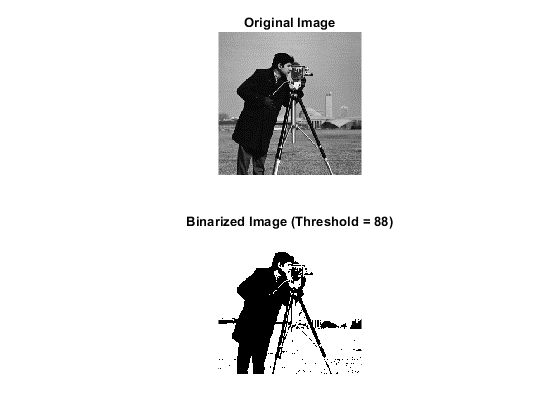 Original Image
Binarized Image (Threshold = 88)